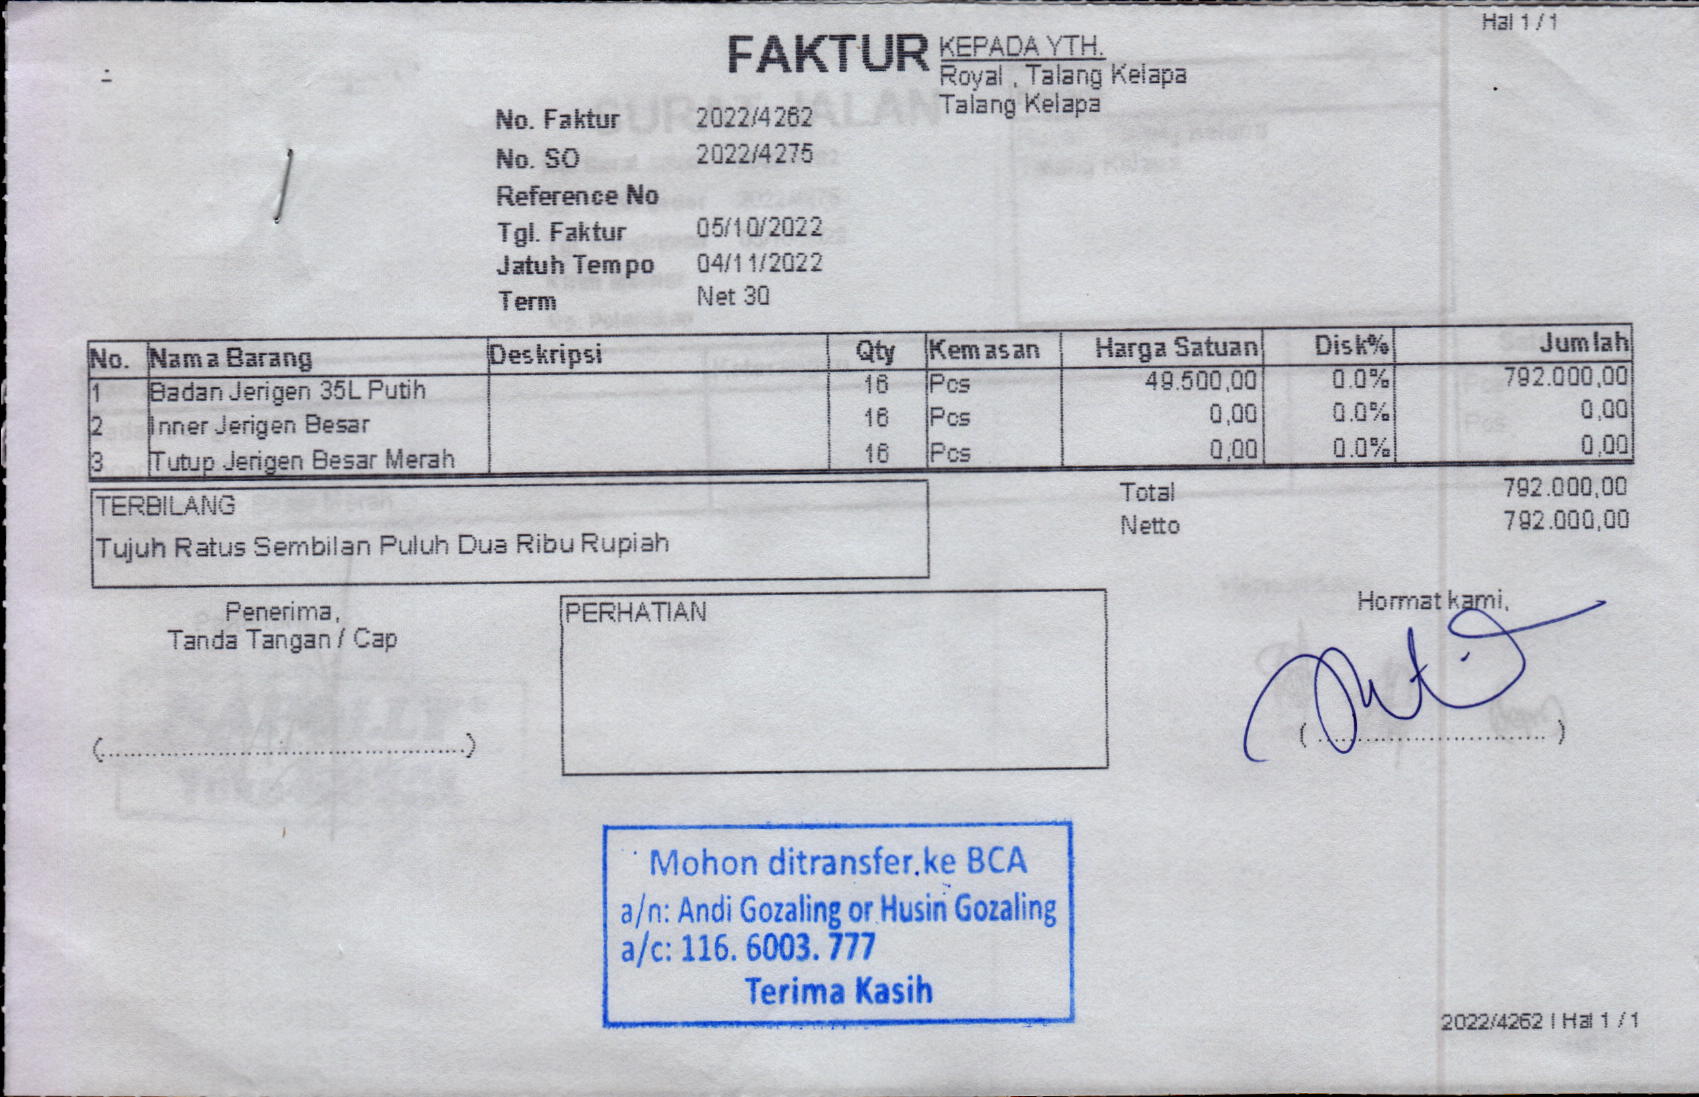 Hal 1 / 1
FAKTUR
KEPADA YTH.
Royal , Talang Kelapa
Talang Kelapa
No. Faktur 2022/4262
No. SO 2022/4275
Reference No
Tgl. Faktur 05/10/2022
Jatuh Tempo 04/11/2022
Term Net 30
No. Nama Barang Deskripsi Qty Kemasan Harga Satuan Disk% Jumlah
1 Badan Jerigen 35L Putih 16 Pcs 49.500,00 0.0% 792.000,00
2 Inner Jerigen Besar 16 Pcs 0,00 0.0% 0,00
3 Tutup Jerigen Besar Merah 16 Pcs 0,00 0.0% 0,00
TERBILANG
Tujuh Ratus Sembilan Puluh Dua Ribu Rupiah
Total 792.000,00
Netto 792.000,00
Penerima,
Tanda Tangan / Cap
PERHATIAN
Hormat kami,
Mohon ditransfer ke BCA
a/n: Andi Gozaling or Husin Gozaling
a/c: 116. 6003. 777
Terima Kasih
2022/4262 | Hal 1 / 1